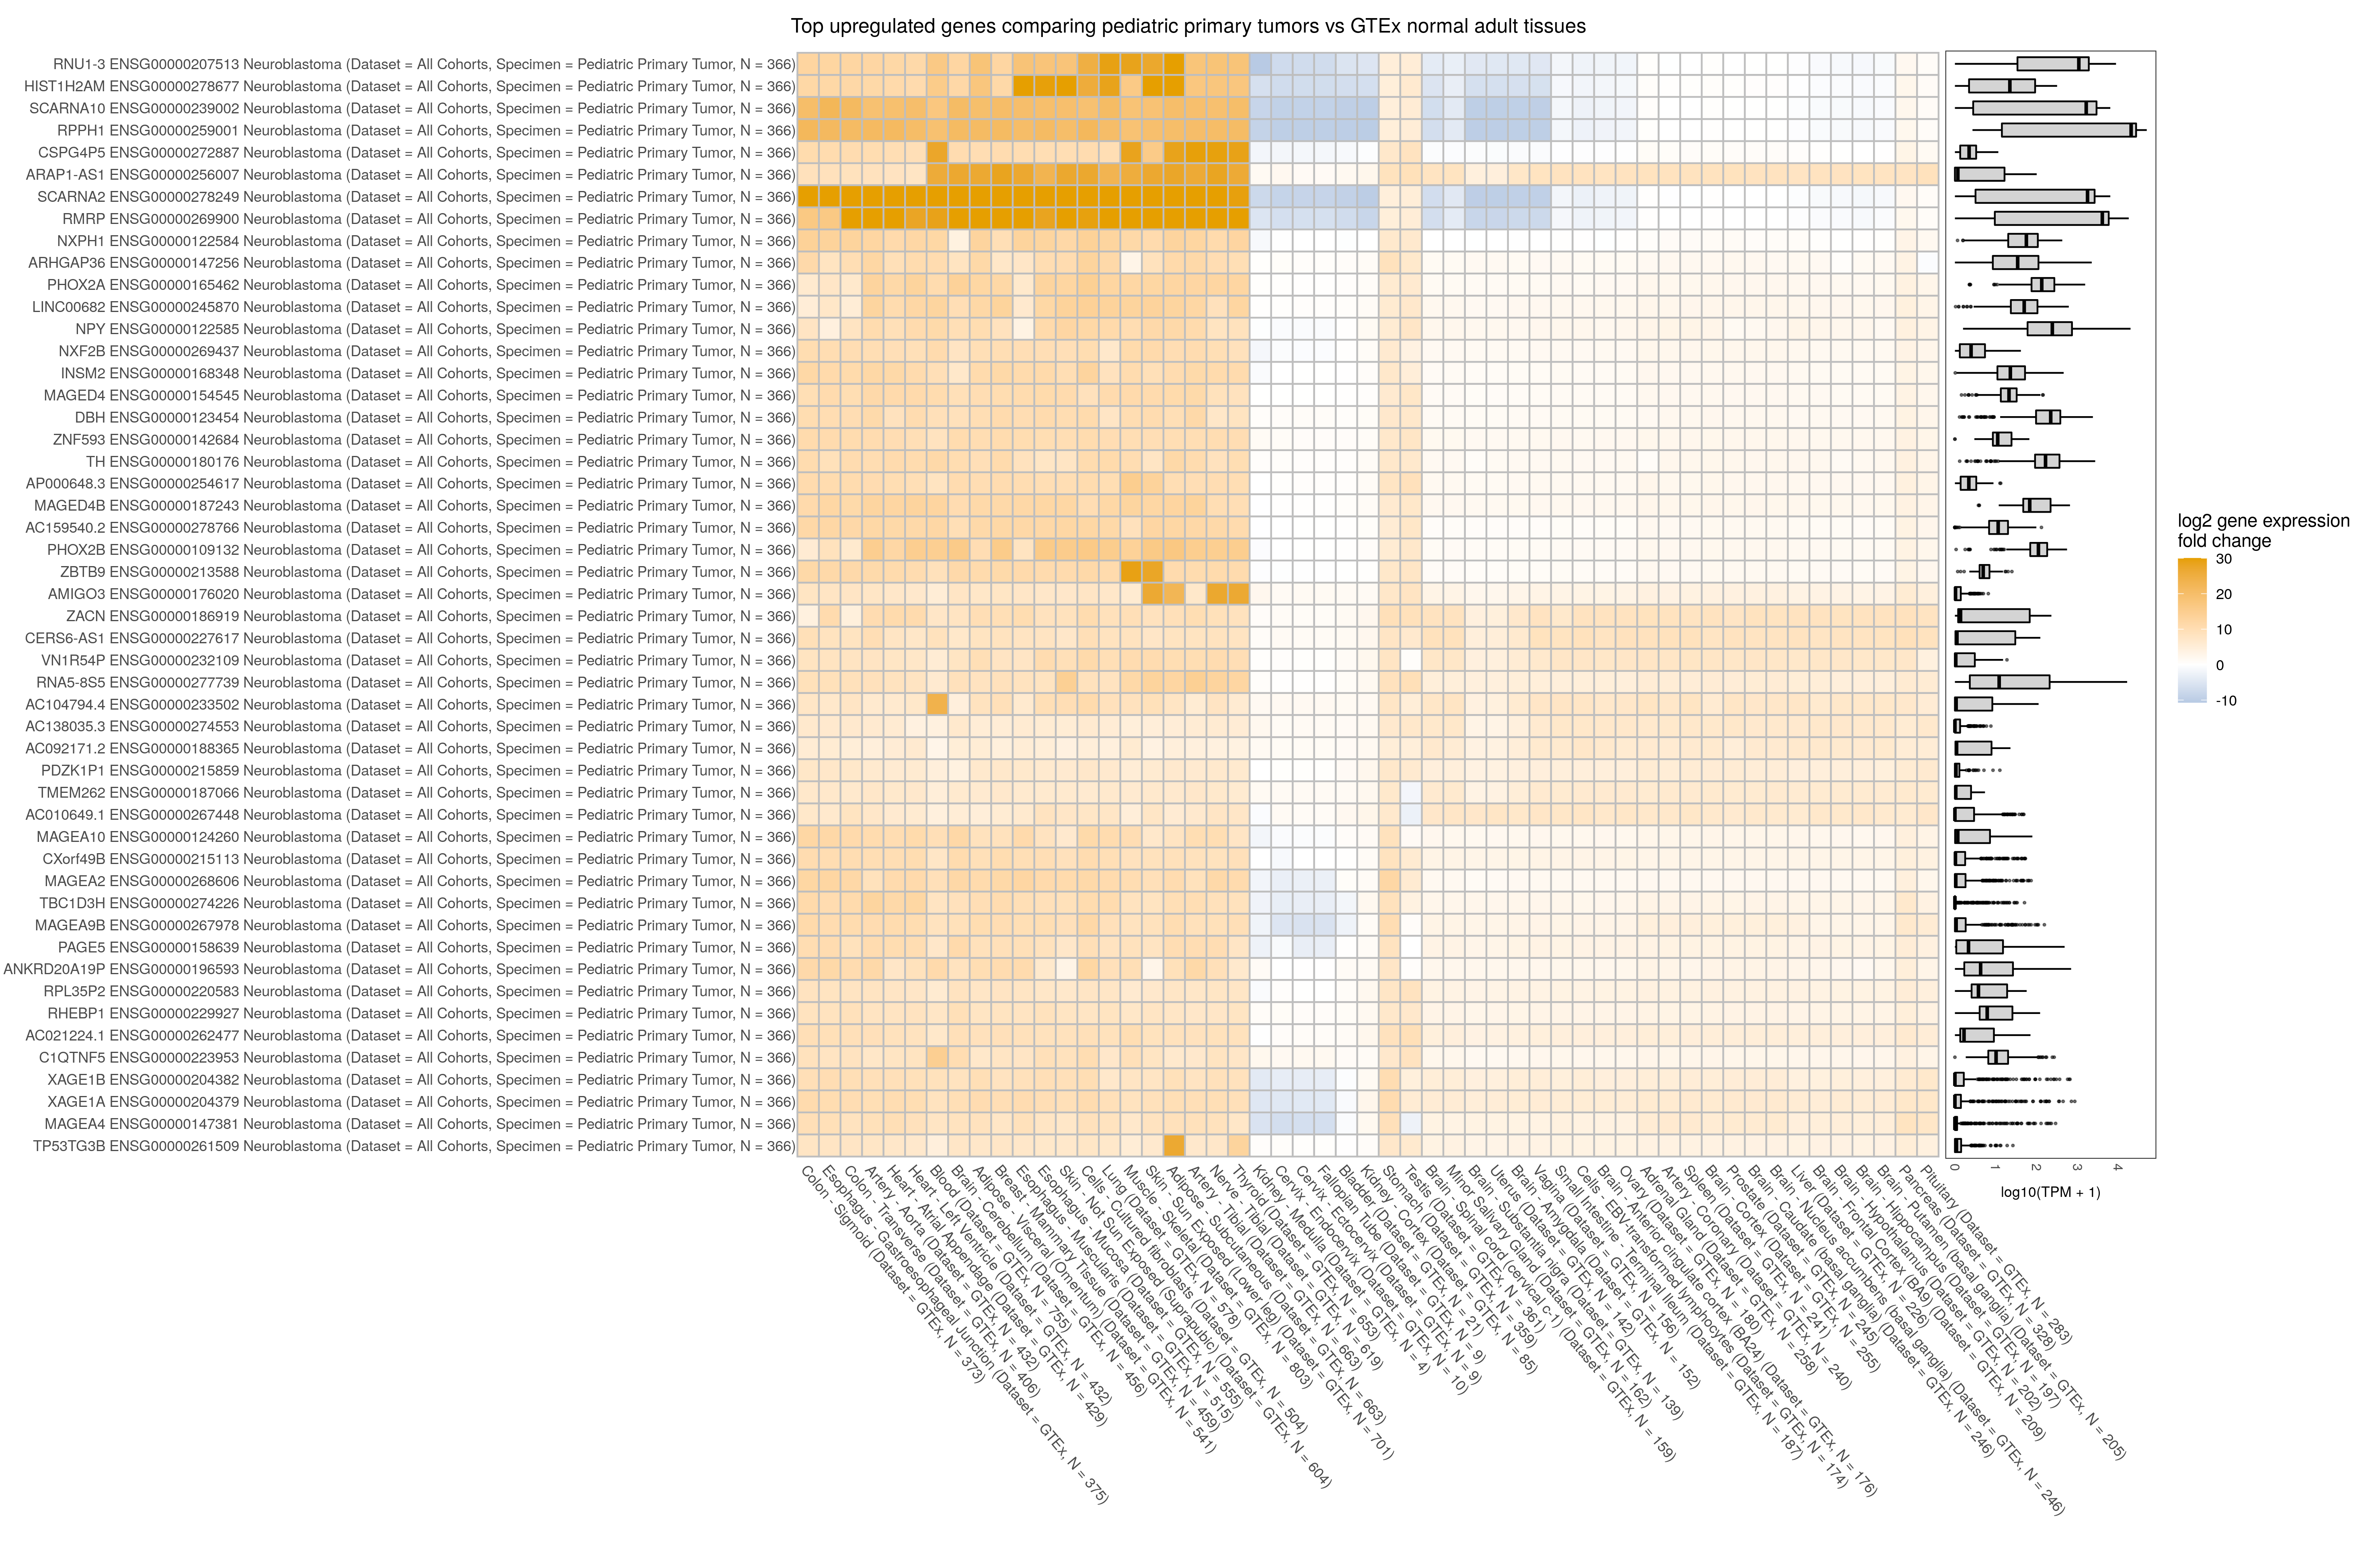 Top upregulated genes comparing pediatric primary tumors vs GTEx normal adult tissues
RNU1-3 ENSG00000207513 Neuroblastoma (Dataset = All Cohorts, Specimen = Pediatric Primary Tumor, N = 366)
HIST1H2AM ENSG00000278677 Neuroblastoma (Dataset = All Cohorts, Specimen = Pediatric Primary Tumor, N = 366)
SCARNA10 ENSG00000239002 Neuroblastoma (Dataset = All Cohorts, Specimen = Pediatric Primary Tumor, N = 366)
RPPH1 ENSG00000259001 Neuroblastoma (Dataset = All Cohorts, Specimen = Pediatric Primary Tumor, N = 366)
CSPG4P5 ENSG00000272887 Neuroblastoma (Dataset = All Cohorts, Specimen = Pediatric Primary Tumor, N = 366)
ARAP1-AS1 ENSG00000256007 Neuroblastoma (Dataset = All Cohorts, Specimen = Pediatric Primary Tumor, N = 366)
SCARNA2 ENSG00000278249 Neuroblastoma (Dataset = All Cohorts, Specimen = Pediatric Primary Tumor, N = 366)
RMRP ENSG00000269900 Neuroblastoma (Dataset = All Cohorts, Specimen = Pediatric Primary Tumor, N = 366)
NXPH1 ENSG00000122584 Neuroblastoma (Dataset = All Cohorts, Specimen = Pediatric Primary Tumor, N = 366)
ARHGAP36 ENSG00000147256 Neuroblastoma (Dataset = All Cohorts, Specimen = Pediatric Primary Tumor, N = 366)
PHOX2A ENSG00000165462 Neuroblastoma (Dataset = All Cohorts, Specimen = Pediatric Primary Tumor, N = 366)
LINC00682 ENSG00000245870 Neuroblastoma (Dataset = All Cohorts, Specimen = Pediatric Primary Tumor, N = 366)
NPY ENSG00000122585 Neuroblastoma (Dataset = All Cohorts, Specimen = Pediatric Primary Tumor, N = 366)
NXF2B ENSG00000269437 Neuroblastoma (Dataset = All Cohorts, Specimen = Pediatric Primary Tumor, N = 366)
INSM2 ENSG00000168348 Neuroblastoma (Dataset = All Cohorts, Specimen = Pediatric Primary Tumor, N = 366)
MAGED4 ENSG00000154545 Neuroblastoma (Dataset = All Cohorts, Specimen = Pediatric Primary Tumor, N = 366)
DBH ENSG00000123454 Neuroblastoma (Dataset = All Cohorts, Specimen = Pediatric Primary Tumor, N = 366)
ZNF593 ENSG00000142684 Neuroblastoma (Dataset = All Cohorts, Specimen = Pediatric Primary Tumor, N = 366)
TH ENSG00000180176 Neuroblastoma (Dataset = All Cohorts, Specimen = Pediatric Primary Tumor, N = 366)
AP000648.3 ENSG00000254617 Neuroblastoma (Dataset = All Cohorts, Specimen = Pediatric Primary Tumor, N = 366)
MAGED4B ENSG00000187243 Neuroblastoma (Dataset = All Cohorts, Specimen = Pediatric Primary Tumor, N = 366)
AC159540.2 ENSG00000278766 Neuroblastoma (Dataset = All Cohorts, Specimen = Pediatric Primary Tumor, N = 366)
PHOX2B ENSG00000109132 Neuroblastoma (Dataset = All Cohorts, Specimen = Pediatric Primary Tumor, N = 366)
ZBTB9 ENSG00000213588 Neuroblastoma (Dataset = All Cohorts, Specimen = Pediatric Primary Tumor, N = 366)
AMIGO3 ENSG00000176020 Neuroblastoma (Dataset = All Cohorts, Specimen = Pediatric Primary Tumor, N = 366)
ZACN ENSG00000186919 Neuroblastoma (Dataset = All Cohorts, Specimen = Pediatric Primary Tumor, N = 366)
CERS6-AS1 ENSG00000227617 Neuroblastoma (Dataset = All Cohorts, Specimen = Pediatric Primary Tumor, N = 366)
VN1R54P ENSG00000232109 Neuroblastoma (Dataset = All Cohorts, Specimen = Pediatric Primary Tumor, N = 366)
RNA5-8S5 ENSG00000277739 Neuroblastoma (Dataset = All Cohorts, Specimen = Pediatric Primary Tumor, N = 366)
AC104794.4 ENSG00000233502 Neuroblastoma (Dataset = All Cohorts, Specimen = Pediatric Primary Tumor, N = 366)
AC138035.3 ENSG00000274553 Neuroblastoma (Dataset = All Cohorts, Specimen = Pediatric Primary Tumor, N = 366)
AC092171.2 ENSG00000188365 Neuroblastoma (Dataset = All Cohorts, Specimen = Pediatric Primary Tumor, N = 366)
PDZK1P1 ENSG00000215859 Neuroblastoma (Dataset = All Cohorts, Specimen = Pediatric Primary Tumor, N = 366)
TMEM262 ENSG00000187066 Neuroblastoma (Dataset = All Cohorts, Specimen = Pediatric Primary Tumor, N = 366)
AC010649.1 ENSG00000267448 Neuroblastoma (Dataset = All Cohorts, Specimen = Pediatric Primary Tumor, N = 366)
MAGEA10 ENSG00000124260 Neuroblastoma (Dataset = All Cohorts, Specimen = Pediatric Primary Tumor, N = 366)
CXorf49B ENSG00000215113 Neuroblastoma (Dataset = All Cohorts, Specimen = Pediatric Primary Tumor, N = 366)
MAGEA2 ENSG00000268606 Neuroblastoma (Dataset = All Cohorts, Specimen = Pediatric Primary Tumor, N = 366)
TBC1D3H ENSG00000274226 Neuroblastoma (Dataset = All Cohorts, Specimen = Pediatric Primary Tumor, N = 366)
MAGEA9B ENSG00000267978 Neuroblastoma (Dataset = All Cohorts, Specimen = Pediatric Primary Tumor, N = 366)
PAGE5 ENSG00000158639 Neuroblastoma (Dataset = All Cohorts, Specimen = Pediatric Primary Tumor, N = 366)
ANKRD20A19P ENSG00000196593 Neuroblastoma (Dataset = All Cohorts, Specimen = Pediatric Primary Tumor, N = 366)
RPL35P2 ENSG00000220583 Neuroblastoma (Dataset = All Cohorts, Specimen = Pediatric Primary Tumor, N = 366)
RHEBP1 ENSG00000229927 Neuroblastoma (Dataset = All Cohorts, Specimen = Pediatric Primary Tumor, N = 366)
AC021224.1 ENSG00000262477 Neuroblastoma (Dataset = All Cohorts, Specimen = Pediatric Primary Tumor, N = 366)
C1QTNF5 ENSG00000223953 Neuroblastoma (Dataset = All Cohorts, Specimen = Pediatric Primary Tumor, N = 366)
XAGE1B ENSG00000204382 Neuroblastoma (Dataset = All Cohorts, Specimen = Pediatric Primary Tumor, N = 366)
XAGE1A ENSG00000204379 Neuroblastoma (Dataset = All Cohorts, Specimen = Pediatric Primary Tumor, N = 366)
MAGEA4 ENSG00000147381 Neuroblastoma (Dataset = All Cohorts, Specimen = Pediatric Primary Tumor, N = 366)
TP53TG3B ENSG00000261509 Neuroblastoma (Dataset = All Cohorts, Specimen = Pediatric Primary Tumor, N = 366)
Colon - Sigmoid (Dataset = GTEx, N = 373)
Esophagus - Gastroesophageal Junction (Dataset = GTEx, N = 375)
Colon - Transverse (Dataset = GTEx, N = 406)
Artery - Aorta (Dataset = GTEx, N = 432)
Heart - Atrial Appendage (Dataset = GTEx, N = 429)
Heart - Left Ventricle (Dataset = GTEx, N = 432)
Blood (Dataset = GTEx, N = 755)
Brain - Cerebellum (Dataset = GTEx, N = 456)
Adipose - Visceral (Omentum) (Dataset = GTEx, N = 541)
Breast - Mammary Tissue (Dataset = GTEx, N = 459)
Esophagus - Muscularis (Dataset = GTEx, N = 515)
Esophagus - Mucosa (Dataset = GTEx, N = 555)
Skin - Not Sun Exposed (Suprapubic) (Dataset = GTEx, N = 604)
Cells - Cultured fibroblasts (Dataset = GTEx, N = 504)
Lung (Dataset = GTEx, N = 578)
Muscle - Skeletal (Dataset = GTEx, N = 803)
Skin - Sun Exposed (Lower leg) (Dataset = GTEx, N = 701)
Adipose - Subcutaneous (Dataset = GTEx, N = 663)
Artery - Tibial (Dataset = GTEx, N = 663)
Nerve - Tibial (Dataset = GTEx, N = 619)
Thyroid (Dataset = GTEx, N = 653)
Kidney - Medulla (Dataset = GTEx, N = 4)
Cervix - Endocervix (Dataset = GTEx, N = 10)
Cervix - Ectocervix (Dataset = GTEx, N = 9)
Fallopian Tube (Dataset = GTEx, N = 9)
Bladder (Dataset = GTEx, N = 21)
Kidney - Cortex (Dataset = GTEx, N = 85)
Stomach (Dataset = GTEx, N = 359)
Testis (Dataset = GTEx, N = 361)
Brain - Spinal cord (cervical c-1) (Dataset = GTEx, N = 159)
Minor Salivary Gland (Dataset = GTEx, N = 162)
Brain - Substantia nigra (Dataset = GTEx, N = 139)
Uterus (Dataset = GTEx, N = 142)
Brain - Amygdala (Dataset = GTEx, N = 152)
Vagina (Dataset = GTEx, N = 156)
Small Intestine - Terminal Ileum (Dataset = GTEx, N = 187)
Cells - EBV-transformed lymphocytes (Dataset = GTEx, N = 174)
Brain - Anterior cingulate cortex (BA24) (Dataset = GTEx, N = 176)
Ovary (Dataset = GTEx, N = 180)
Adrenal Gland (Dataset = GTEx, N = 258)
Artery - Coronary (Dataset = GTEx, N = 240)
Spleen (Dataset = GTEx, N = 241)
Brain - Cortex (Dataset = GTEx, N = 255)
Prostate (Dataset = GTEx, N = 245)
Brain - Caudate (basal ganglia) (Dataset = GTEx, N = 246)
Brain - Nucleus accumbens (basal ganglia) (Dataset = GTEx, N = 246)
Liver (Dataset = GTEx, N = 226)
Brain - Frontal Cortex (BA9) (Dataset = GTEx, N = 209)
Brain - Hypothalamus (Dataset = GTEx, N = 202)
Brain - Hippocampus (Dataset = GTEx, N = 197)
Brain - Putamen (basal ganglia) (Dataset = GTEx, N = 205)
Pancreas (Dataset = GTEx, N = 328)
Pituitary (Dataset = GTEx, N = 283)
0 1 2 3 4
log10(TPM + 1)
log2 gene expression
fold change
30
20
10
0
-10